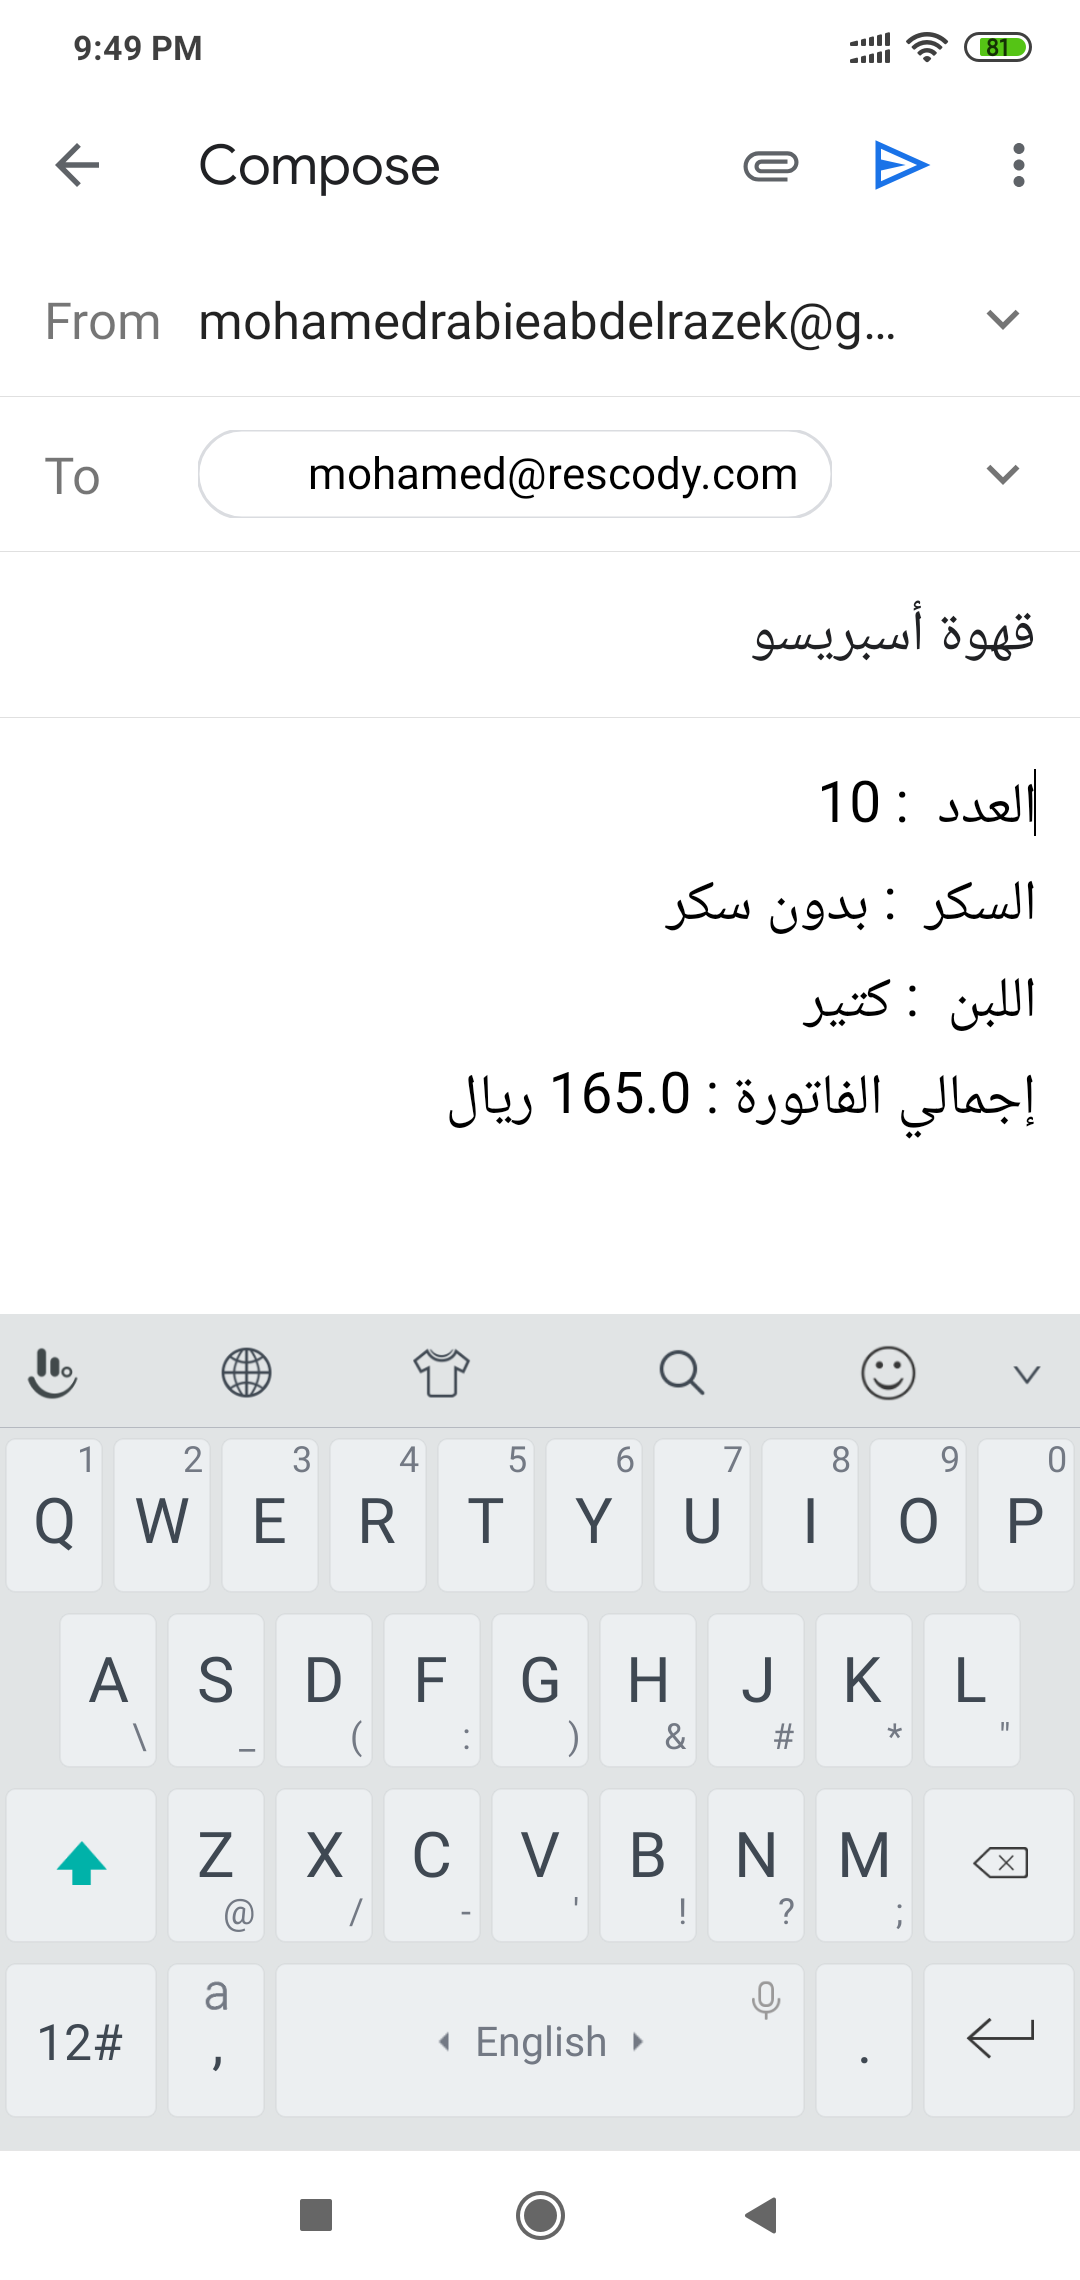 9:49 PM
81
Compose
From mohamedrabieabdelrazek@g...
To mohamed@rescody.com
قهوة أسبريسو
العدد : 10
السكر : بدون سكر
اللبن : كتير
إجمالي الفاتورة : 165.0 ريال
1 2 3 4 5 6 7 8 9 0
Q W E R T Y U I O P
A S D F G H J K L
\ _ ( : ) & # * "
Z X C V B N M
@ / - ' ! ? ;
a
12# , English .